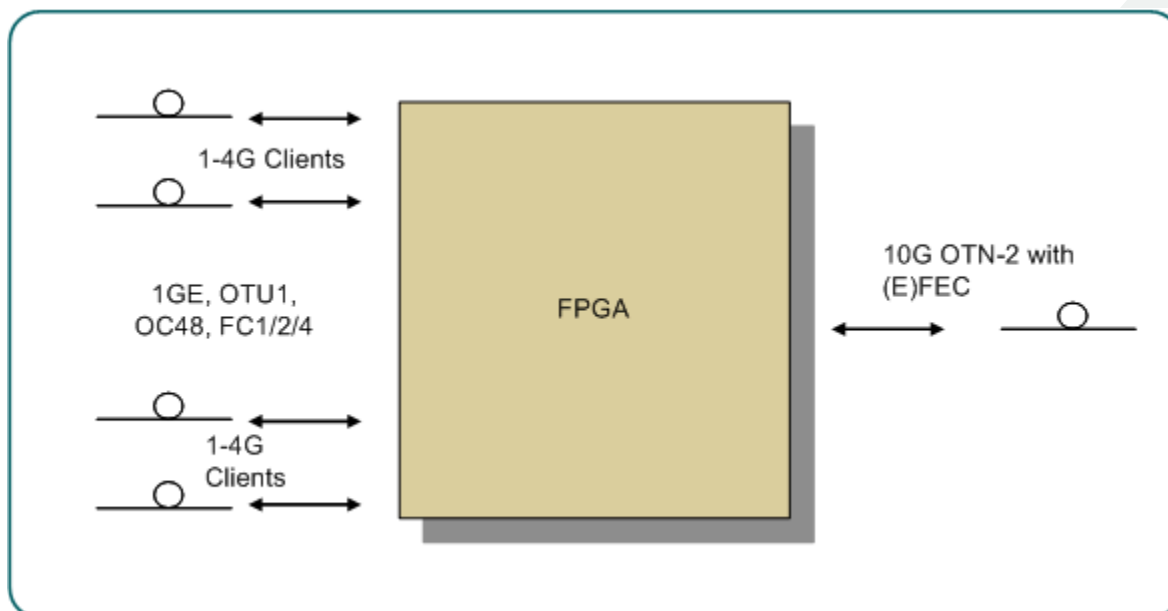 1-4G Clients
1GE, OTU1,
OC48, FC1/2/4
1-4G
Clients
FPGA
10G OTN-2 with
(E)FEC